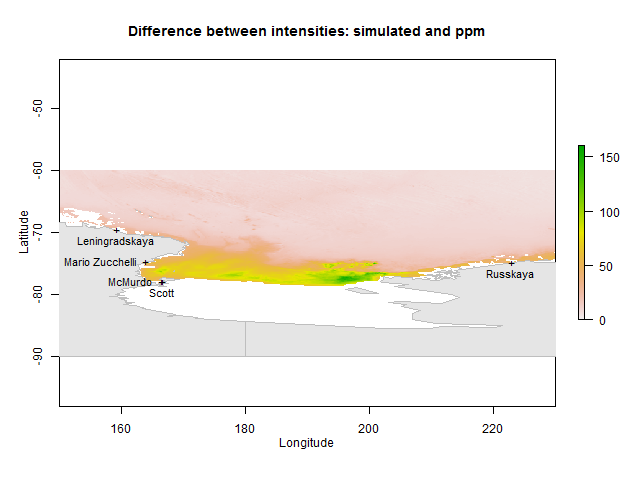 Difference between intensities: simulated and ppm
-50
-60
-70
-80
-90
Latitude
Leningradskaya
Mario Zucchelli
McMurdo
Scott
Russkaya
160
180
200
220
Longitude
150
100
50
0